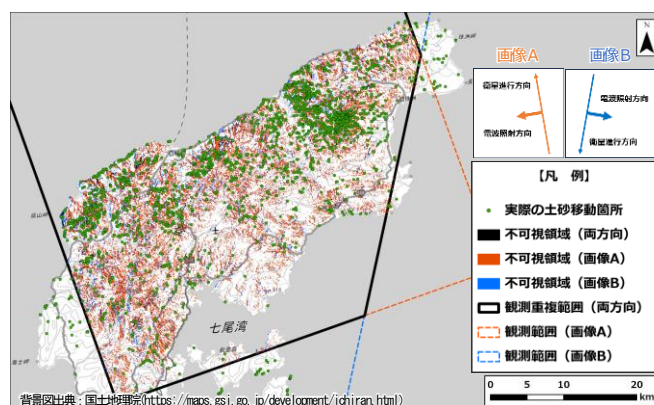 N
画像A
画像B
衛星進行方向
電波照射方向
電波照射方向
衛星進行方向
【凡 例】
実際の土砂移動箇所
不可視領域（両方向）
不可視領域（画像A）
不可視領域（画像B）
観測重複範囲（両方向）
観測範囲（画像A）
観測範囲（画像B）
七尾湾
0 5 10 20
km
背景図出典：国土地理院(https://maps.gsi.go.jp/development/ichiran.html)